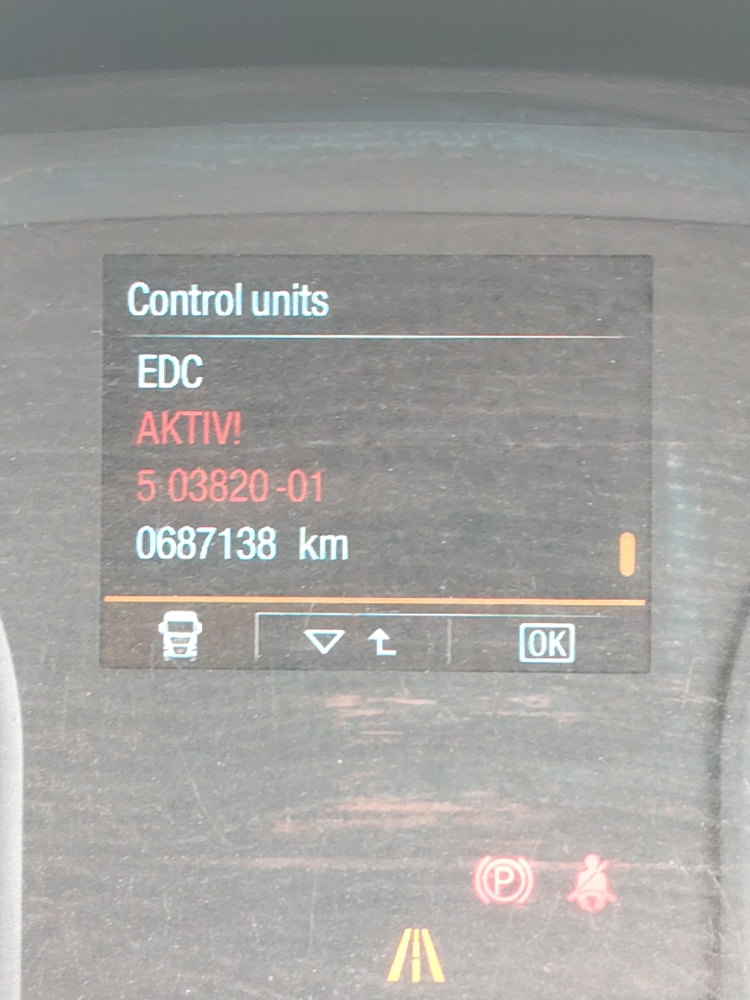 Control units
EDC
AKTIV!
5 03820-01
0687138 km
OK
P